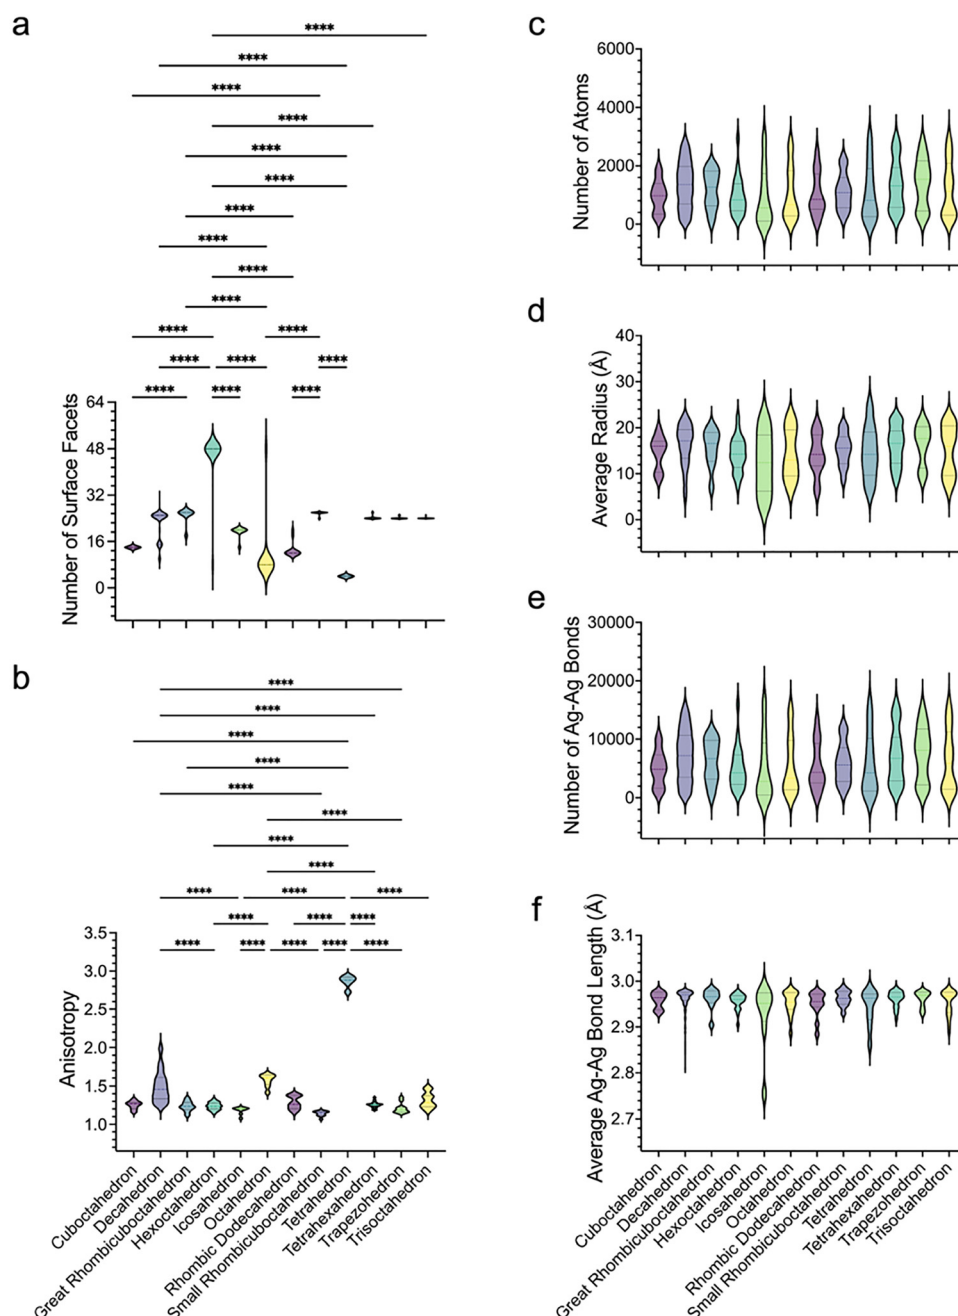 a
****
****
****
****
****
****
****
****
****
****
**** ****
**** **** ****
**** **** ****
Number of Surface Facets
64
48
32
16
0
b
****
****
****
****
****
****
****
****
**** **** ****
**** **** ****
**** **** **** **** ****
Anisotropy
3.5
3.0
2.5
2.0
1.5
1.0
Cuboctahedron
Decahedron
Great Rhombicuboctahedron
Hexoctahedron
Icosahedron
Octahedron
Rhombic Dodecahedron
Small Rhombicuboctahedron
Tetrahedron
Tetrahexahedron
Trapezohedron
Trisoctahedron
c
Number of Atoms
6000
4000
2000
0
d
Average Radius (Å)
40
30
20
10
0
e
Number of Ag-Ag Bonds
30000
20000
10000
0
f
Average Ag-Ag Bond Length (Å)
3.1
3.0
2.9
2.8
2.7
Cuboctahedron
Decahedron
Great Rhombicuboctahedron
Hexoctahedron
Icosahedron
Octahedron
Rhombic Dodecahedron
Small Rhombicuboctahedron
Tetrahedron
Tetrahexahedron
Trapezohedron
Trisoctahedron